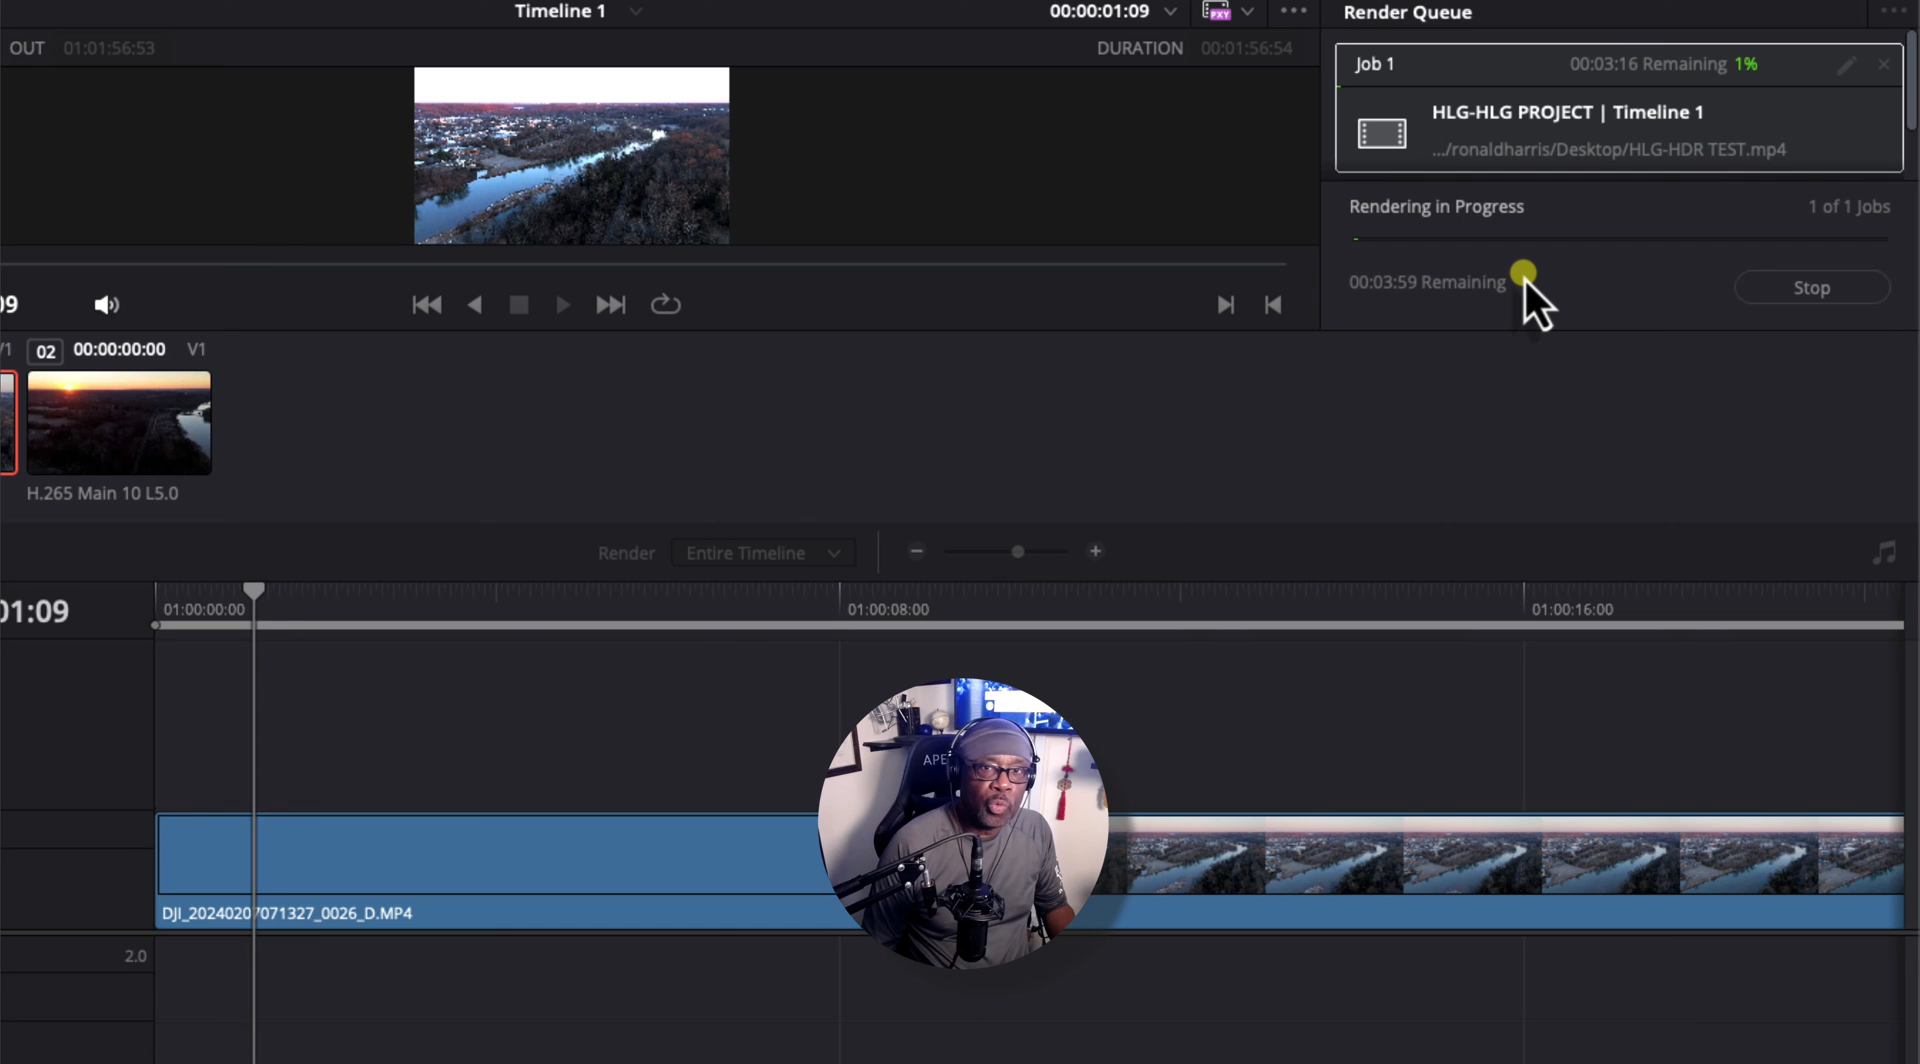 Timeline 1
00:00:01:09
PXY
Render Queue
OUT 01:01:56:53
DURATION 00:01:56:54
Job 1 00:03:16 Remaining 1%
HLG-HLG PROJECT | Timeline 1
.../ronaldharris/Desktop/HLG-HDR TEST.mp4
Rendering in Progress 1 of 1 Jobs
00:03:59 Remaining
Stop
09
V1
02 00:00:00:00 V1
H.265 Main 10 L5.0
Render Entire Timeline
01:09
01:00:00:00
01:00:08:00
01:00:16:00
APE
DJI_20240207071327_0026_D.MP4
2.0